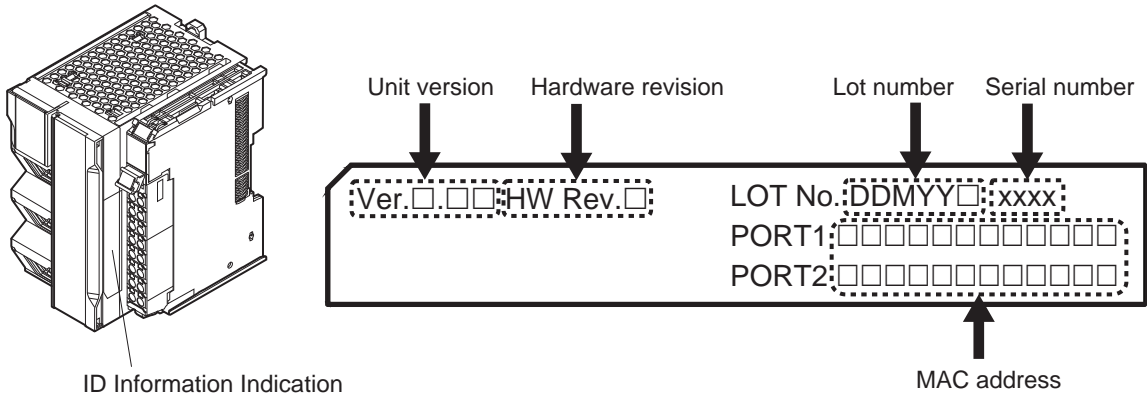 Unit version Hardware revision Lot number Serial number
Ver.□.□□ HW Rev.□ LOT No. DDMYY□ xxxx
PORT1 □□□□□□□□□□□□
PORT2 □□□□□□□□□□□□
ID Information Indication MAC address